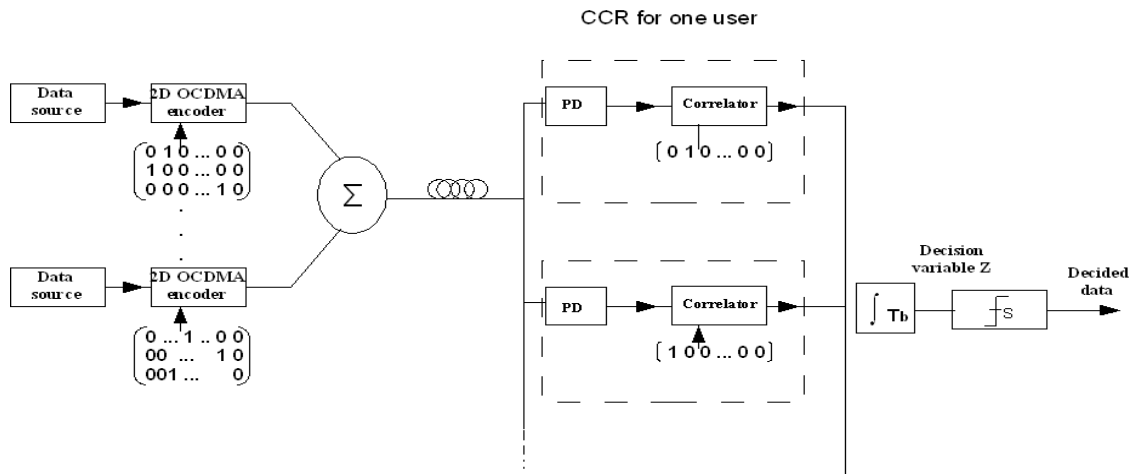 CCR for one user
Data
source
2D OCDMA
encoder
0 1 0 ... 0 0
1 0 0 ... 0 0
0 0 0 ... 1 0
.
.
.
.
Data
source
2D OCDMA
encoder
0 ... 1 .. 0 0
00 ... 1 0
001 ... 0
Σ
PD
Correlator
[ 0 1 0 ... 0 0 ]
PD
Correlator
[ 1 0 0 ... 0 0 ]
∫ Tb
Decision
variable Z
S
Decided
data